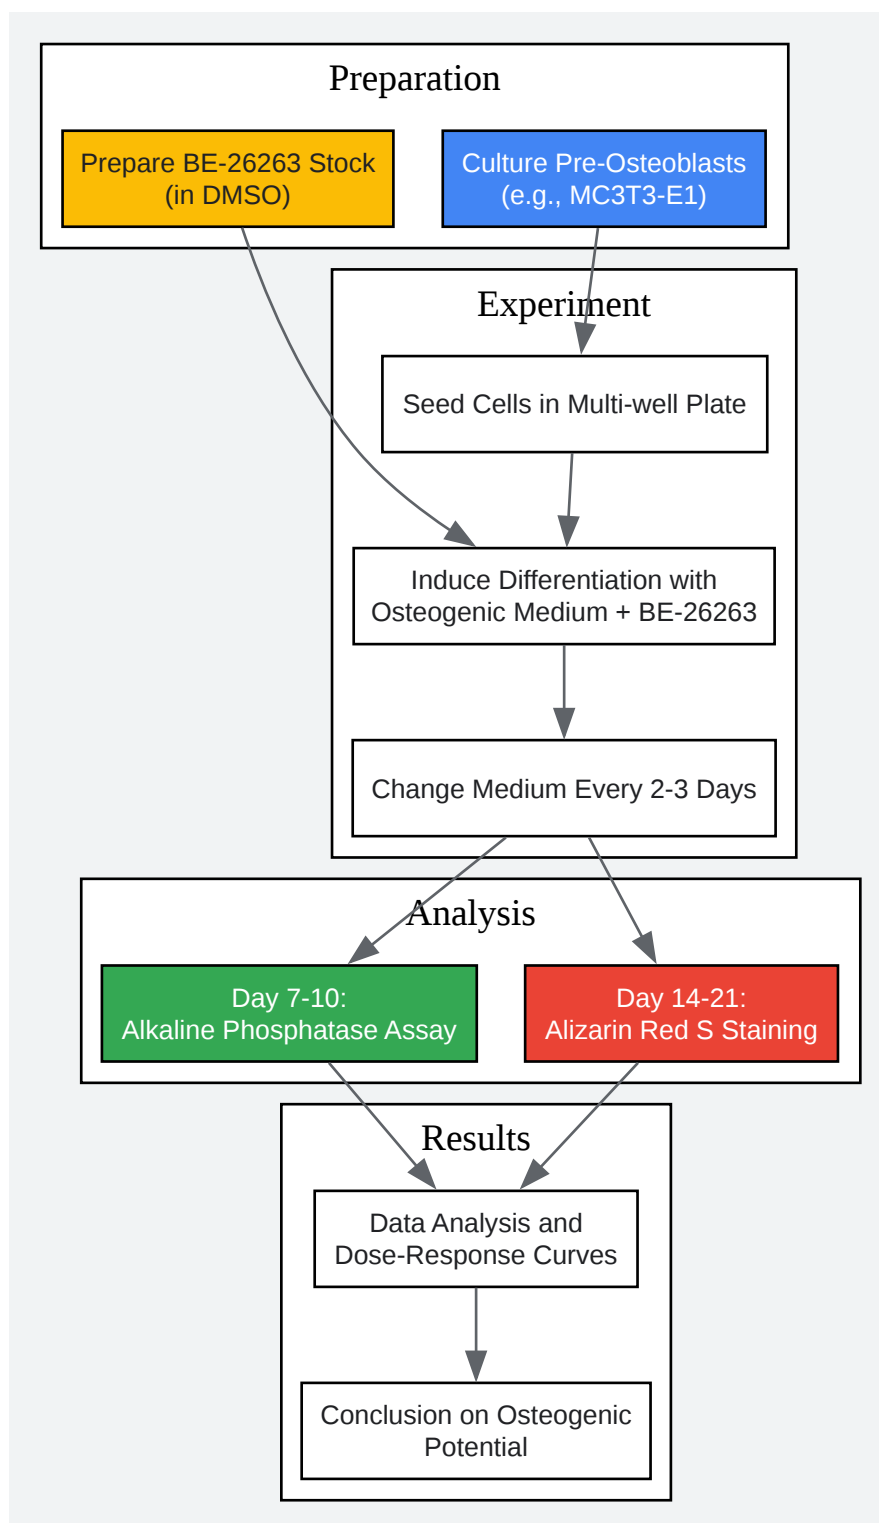 Preparation
Prepare BE-26263 Stock
(in DMSO)
Culture Pre-Osteoblasts
(e.g., MC3T3-E1)
Experiment
Seed Cells in Multi-well Plate
Induce Differentiation with
Osteogenic Medium + BE-26263
Change Medium Every 2-3 Days
Analysis
Day 7-10:
Alkaline Phosphatase Assay
Day 14-21:
Alizarin Red S Staining
Results
Data Analysis and
Dose-Response Curves
Conclusion on Osteogenic
Potential